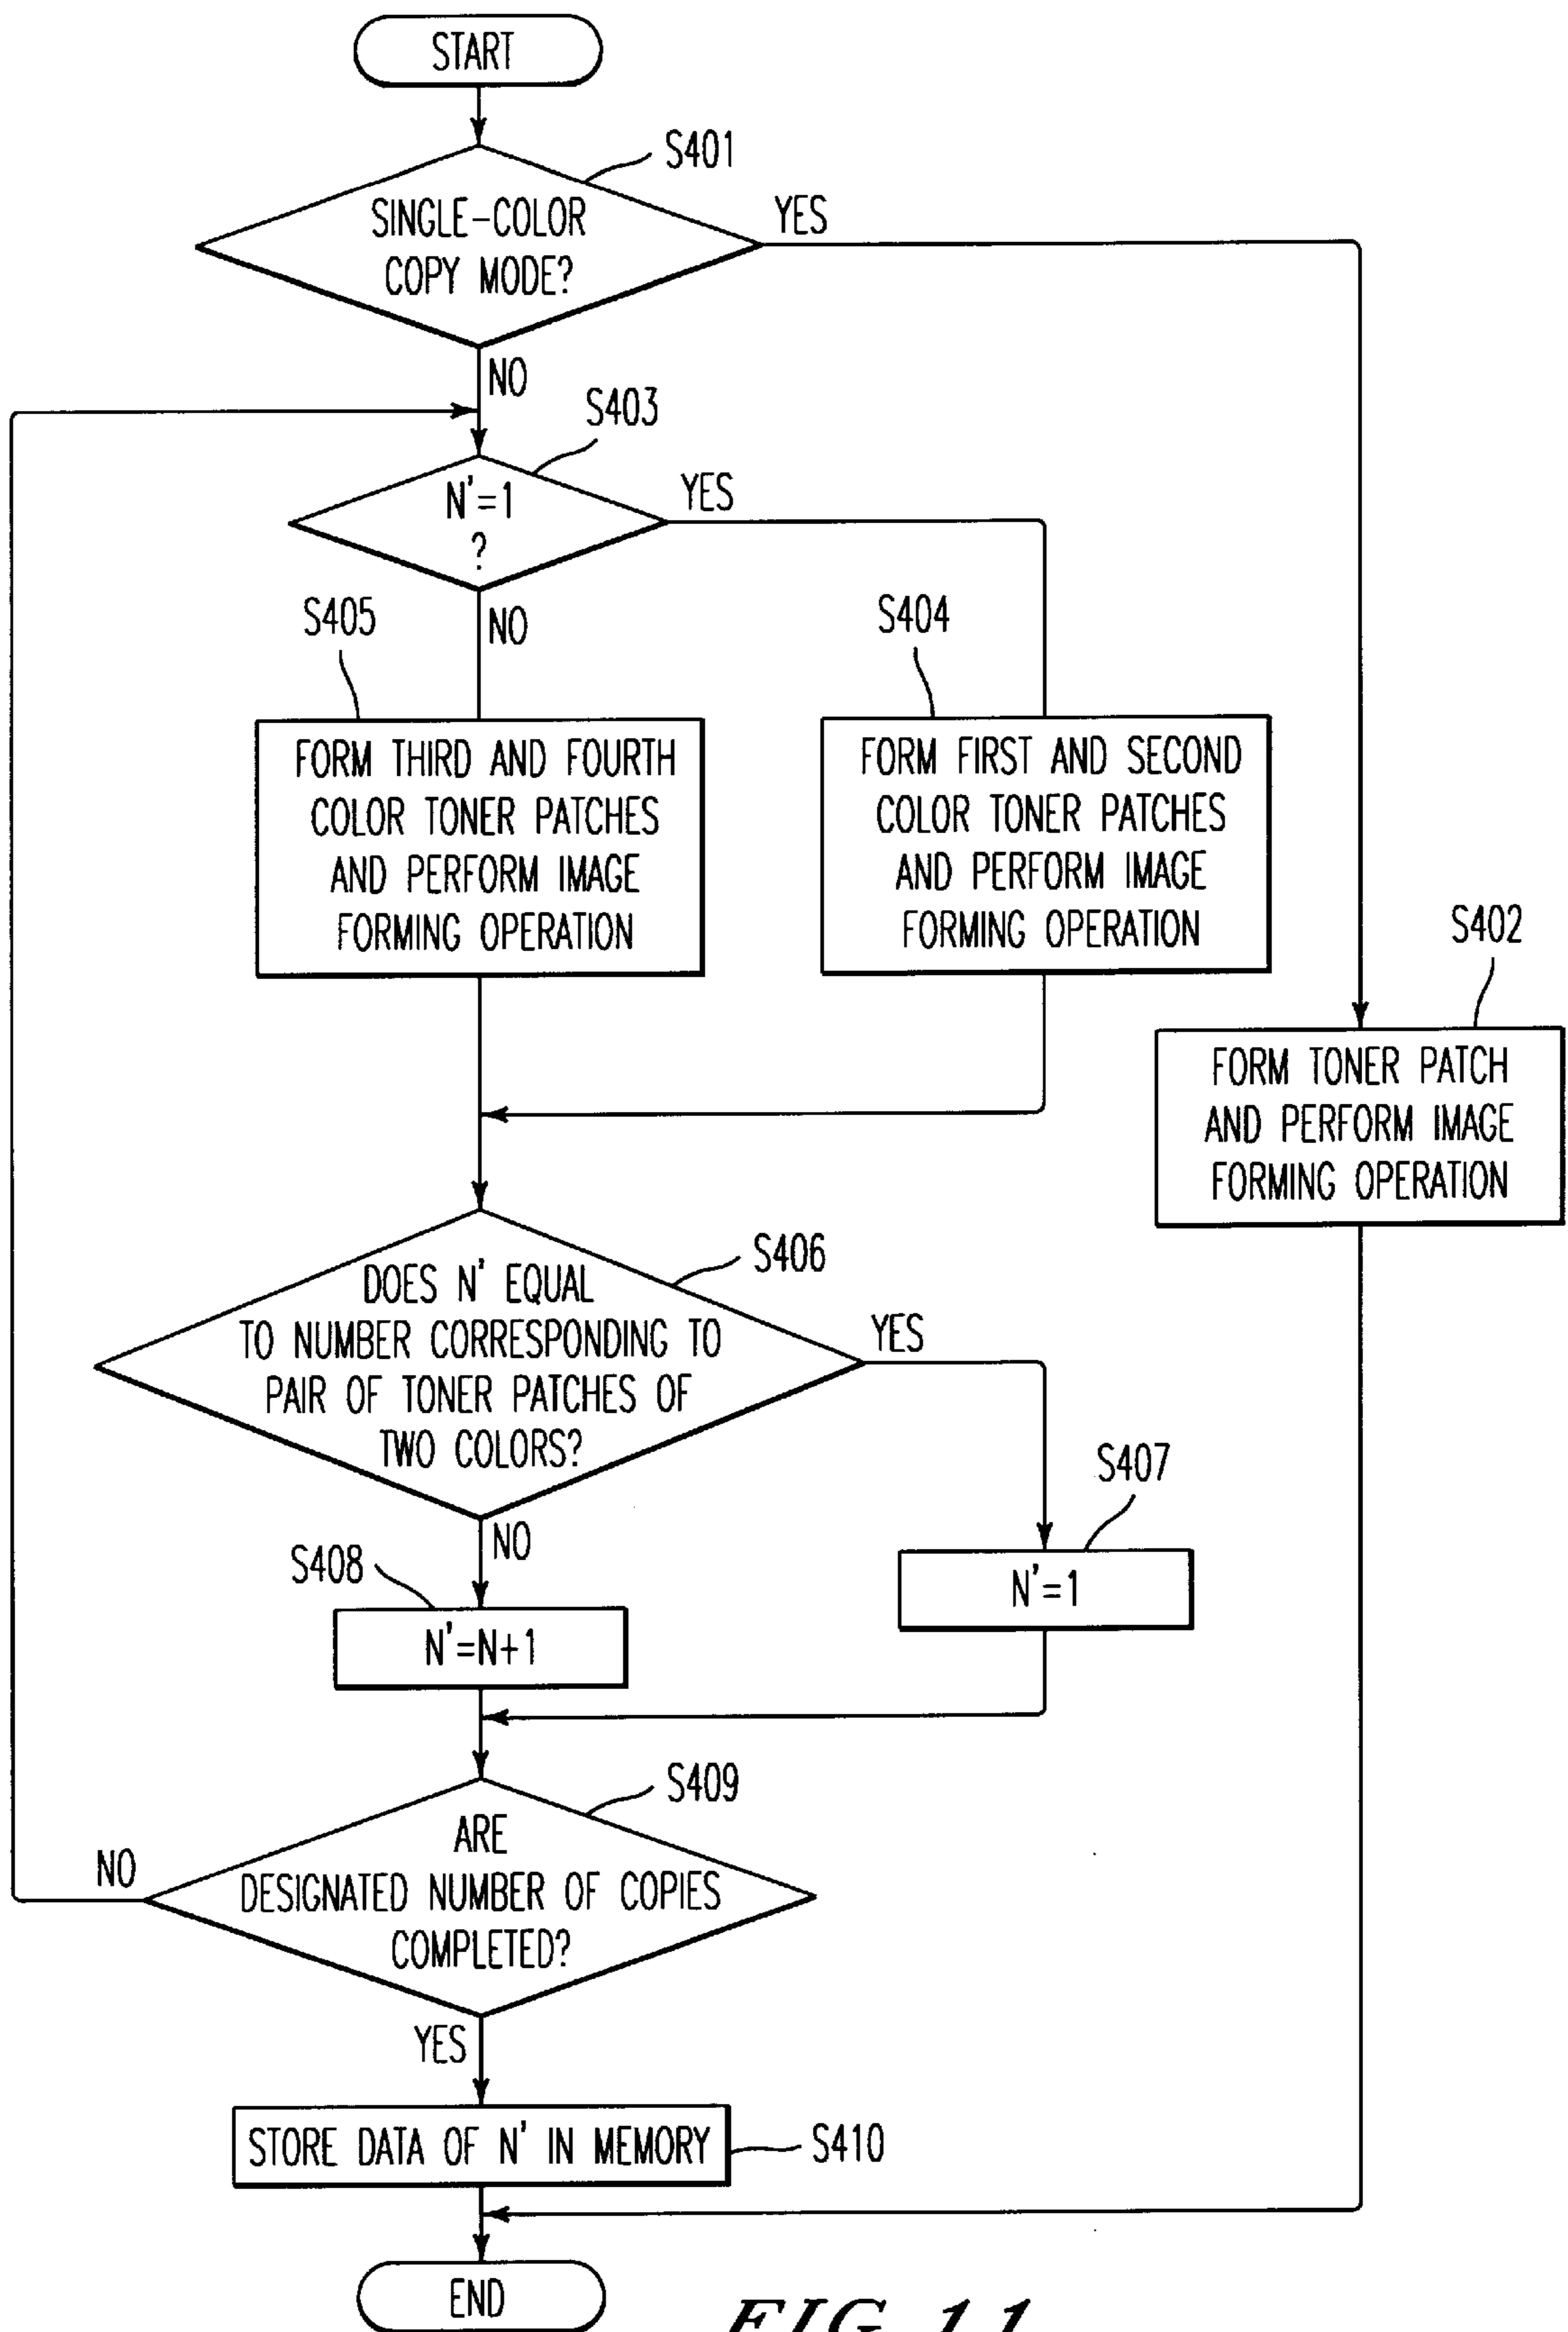 START
S401
SINGLE-COLOR
COPY MODE?
YES
NO
S403
N'=1
?
YES
NO
S405
S404
FORM THIRD AND FOURTH
COLOR TONER PATCHES
AND PERFORM IMAGE
FORMING OPERATION
FORM FIRST AND SECOND
COLOR TONER PATCHES
AND PERFORM IMAGE
FORMING OPERATION
S402
FORM TONER PATCH
AND PERFORM IMAGE
FORMING OPERATION
S406
DOES N' EQUAL
TO NUMBER CORRESPONDING TO
PAIR OF TONER PATCHES OF
TWO COLORS?
YES
NO
S407
N'=1
S408
N'=N+1
S409
ARE
DESIGNATED NUMBER OF COPIES
COMPLETED?
NO
YES
STORE DATA OF N' IN MEMORY
S410
END
FIG. 11